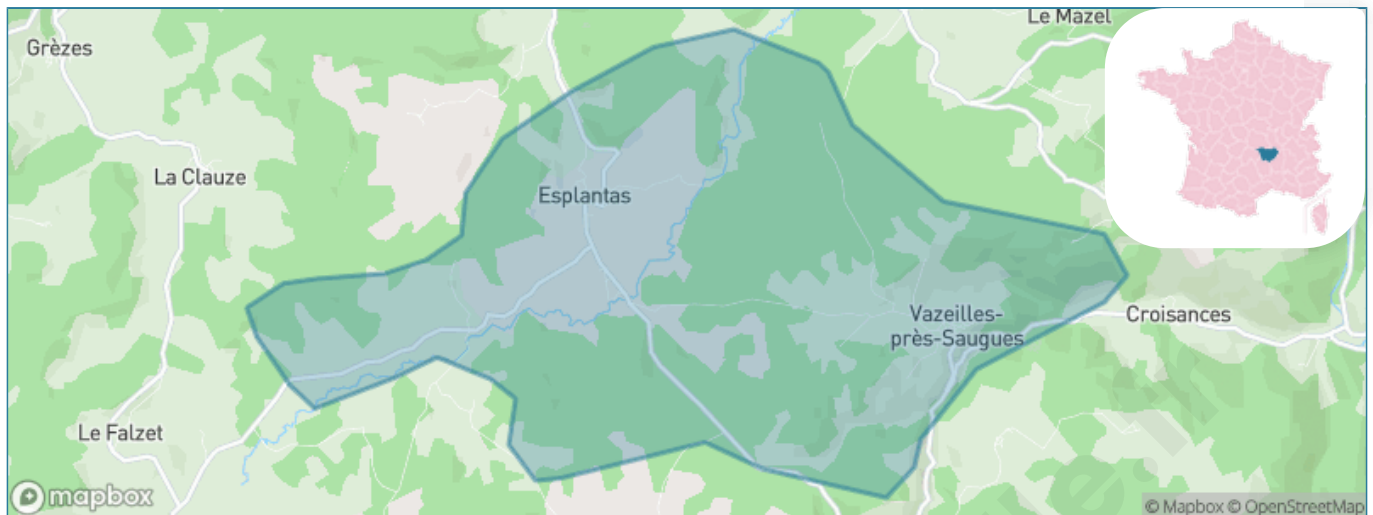 Le Mazel
Grèzes
La Clauze
Esplantas
Vazeilles-
près-Saugues
Croisances
Le Falzet
mapbox
© Mapbox © OpenStreetMap